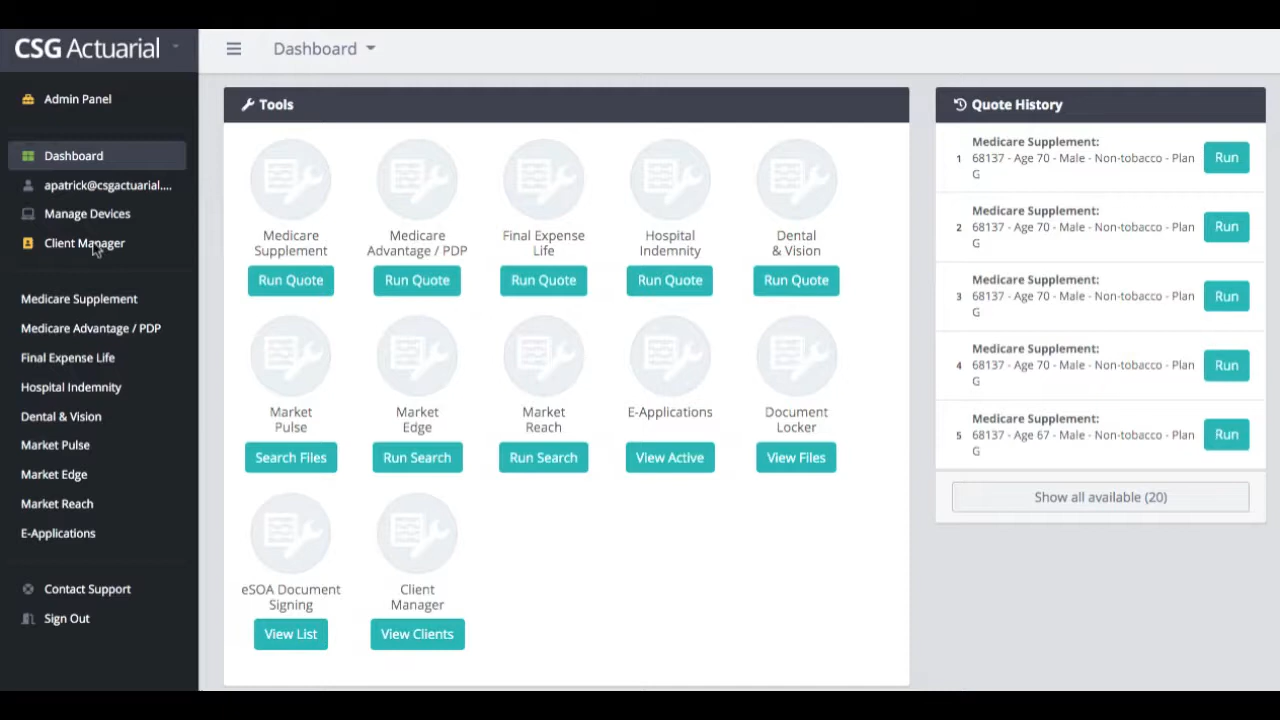 CSG Actuarial
Dashboard
Admin Panel
Dashboard
apatrick@csgactuarial....
Manage Devices
Client Manager
Medicare Supplement
Medicare Advantage / PDP
Final Expense Life
Hospital Indemnity
Dental & Vision
Market Pulse
Market Edge
Market Reach
E-Applications
Contact Support
Sign Out
Tools
Medicare
Supplement
Run Quote
Medicare
Advantage / PDP
Run Quote
Final Expense
Life
Run Quote
Hospital
Indemnity
Run Quote
Dental
& Vision
Run Quote
Market
Pulse
Search Files
Market
Edge
Run Search
Market
Reach
Run Search
E-Applications
View Active
Document
Locker
View Files
eSOA Document
Signing
View List
Client
Manager
View Clients
Quote History
1
Medicare Supplement:
68137 - Age 70 - Male - Non-tobacco - Plan
G
Run
2
Medicare Supplement:
68137 - Age 70 - Male - Non-tobacco - Plan
G
Run
3
Medicare Supplement:
68137 - Age 70 - Male - Non-tobacco - Plan
G
Run
4
Medicare Supplement:
68137 - Age 70 - Male - Non-tobacco - Plan
G
Run
5
Medicare Supplement:
68137 - Age 67 - Male - Non-tobacco - Plan
G
Run
Show all available (20)